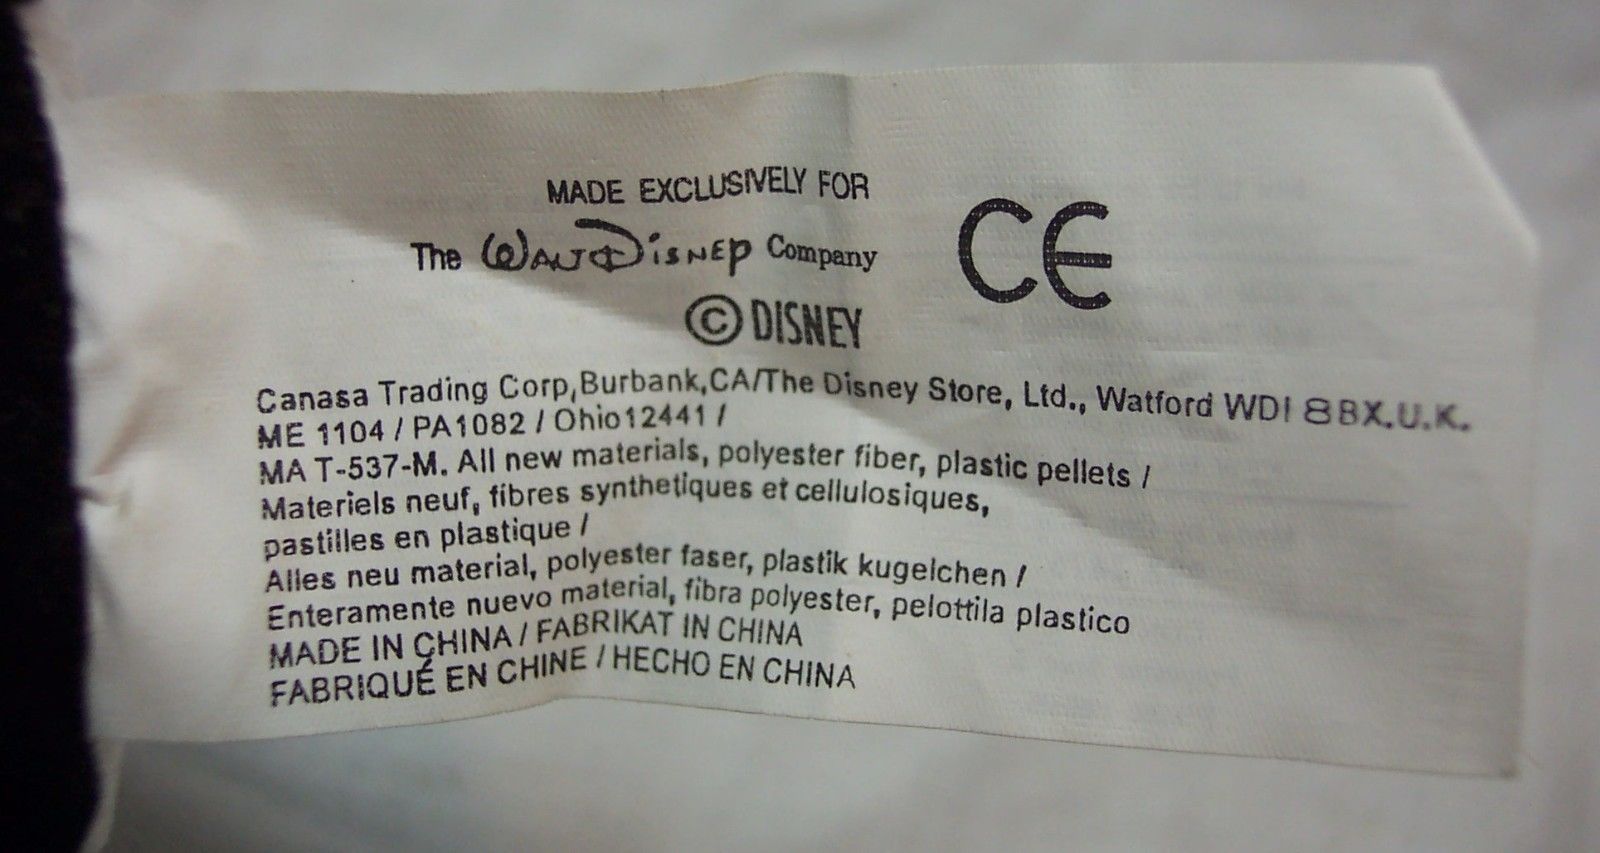 MADE EXCLUSIVELY FOR
The WALT DISNEY Company
CE
© DISNEY
Canasa Trading Corp,Burbank,CA/The Disney Store, Ltd., Watford WDI 8BX.U.K.
ME 1104 / PA1082 / Ohio12441 /
MA T-537-M. All new materials, polyester fiber, plastic pellets /
Materiels neuf, fibres synthetiques et cellulosiques,
pastilles en plastique /
Alles neu material, polyester faser, plastik kugelchen /
Enteramente nuevo material, fibra polyester, pelottila plastico
MADE IN CHINA / FABRIKAT IN CHINA
FABRIQUÉ EN CHINE / HECHO EN CHINA